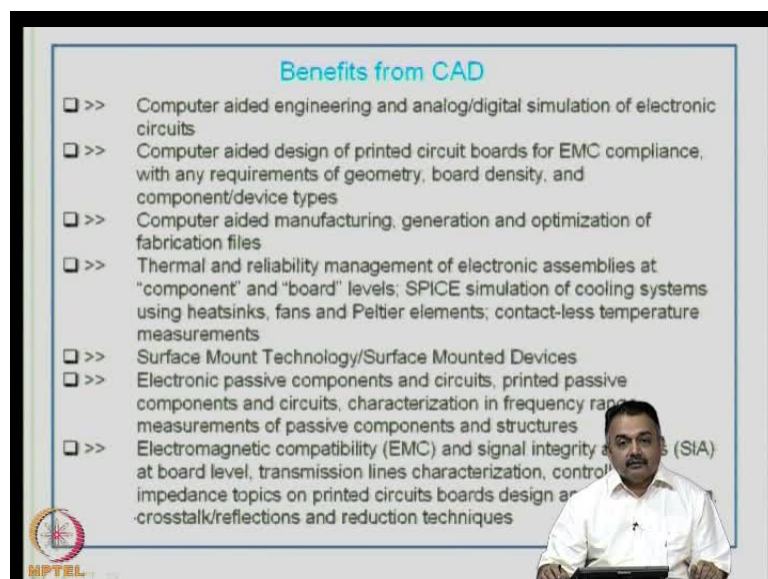 Benefits from CAD
❑ >> Computer aided engineering and analog/digital simulation of electronic
circuits
❑ >> Computer aided design of printed circuit boards for EMC compliance,
with any requirements of geometry, board density, and
component/device types
❑ >> Computer aided manufacturing, generation and optimization of
fabrication files
❑ >> Thermal and reliability management of electronic assemblies at
"component" and "board" levels; SPICE simulation of cooling systems
using heatsinks, fans and Peltier elements; contact-less temperature
measurements
❑ >> Surface Mount Technology/Surface Mounted Devices
❑ >> Electronic passive components and circuits, printed passive
components and circuits, characterization in frequency
measurements of passive components and structures
❑ >> Electromagnetic compatibility (EMC) and signal integrity (SIA)
at board level, transmission lines characterization,
impedance topics on printed circuits boards design
crosstalk/reflections and reduction techniques
NPTEL